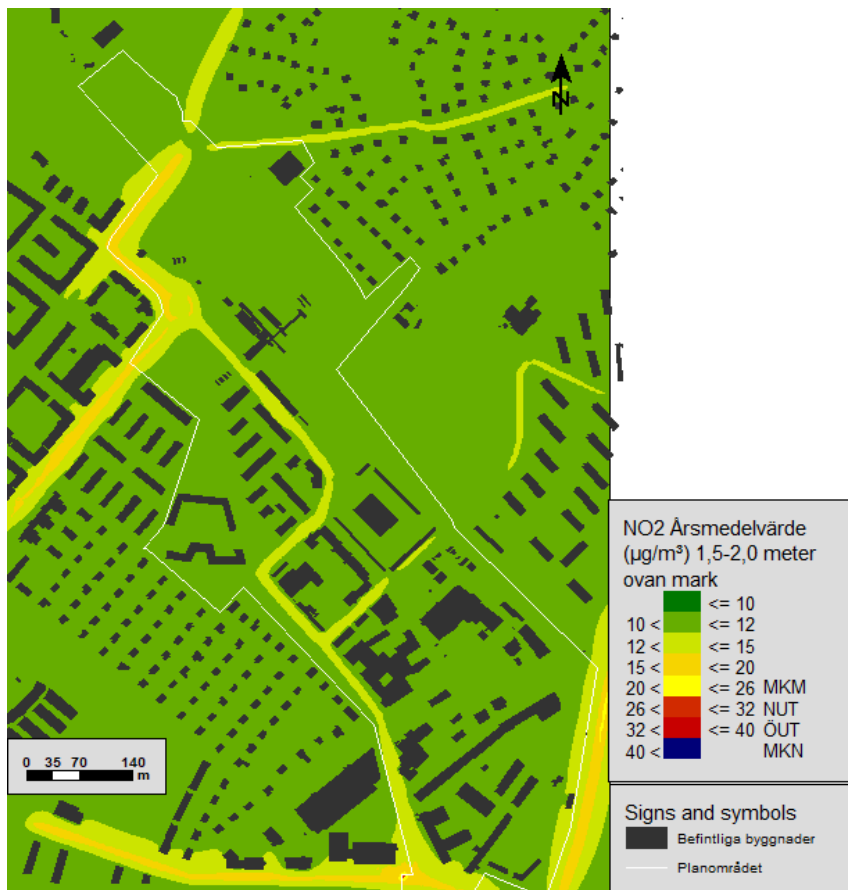 N
0 35 70 140
m
NO2 Årsmedelvärde
(µg/m³) 1,5-2,0 meter
ovan mark
<= 10
10 < <= 12
12 < <= 15
15 < <= 20
20 < <= 26 MKM
26 < <= 32 NUT
32 < <= 40 ÖUT
40 < MKN
Signs and symbols
Befintliga byggnader
Planområdet